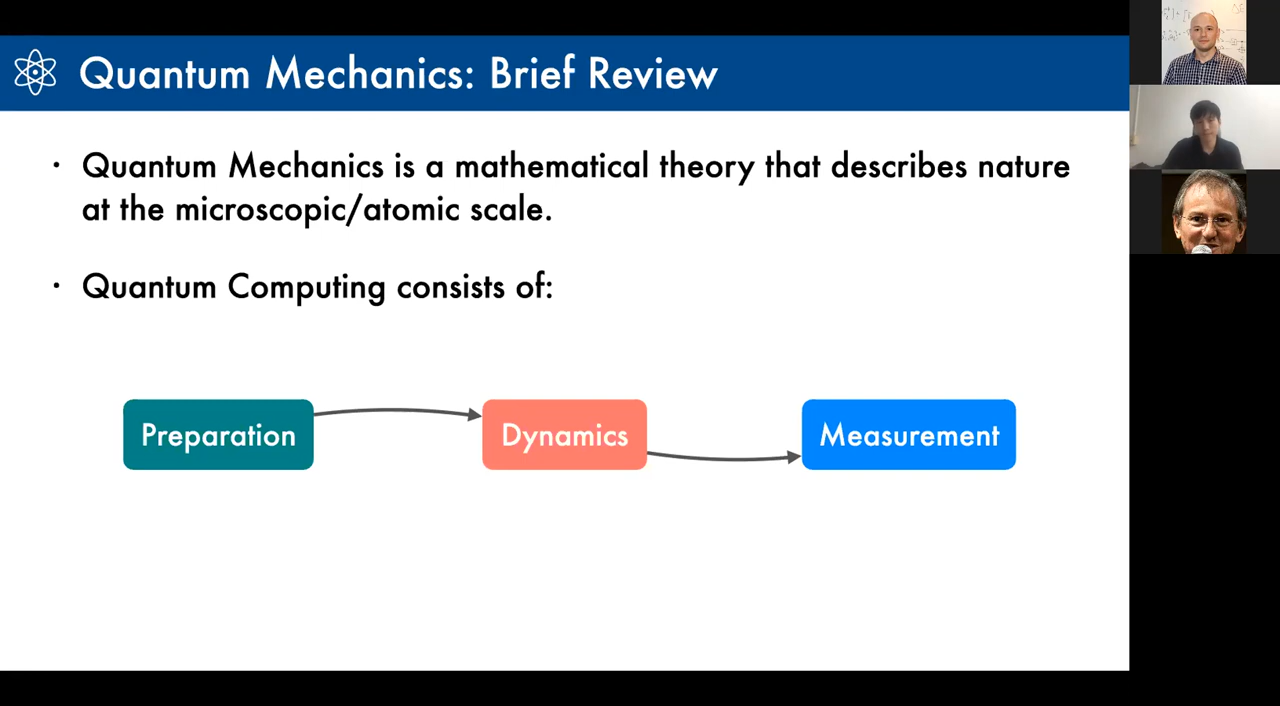 Quantum Mechanics: Brief Review
· Quantum Mechanics is a mathematical theory that describes nature
at the microscopic/atomic scale.
· Quantum Computing consists of:
Preparation
Dynamics
Measurement